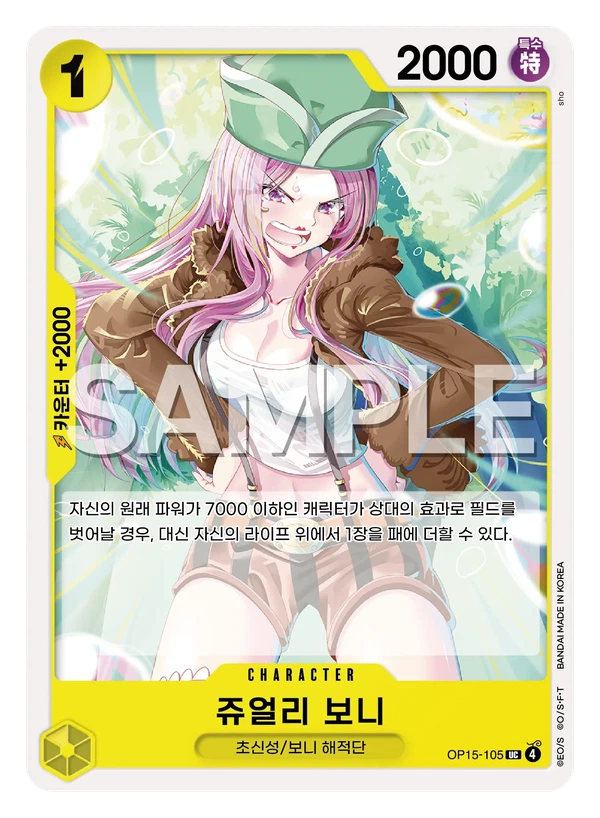 1
2000
특수
特
sho
카운터 +2000
SAMPLE
자신의 원래 파워가 7000 이하인 캐릭터가 상대의 효과로 필드를
벗어날 경우, 대신 자신의 라이프 위에서 1장을 패에 더할 수 있다.
BANDAI MADE IN KOREA
©EO/S ©O/S·F·T
CHARACTER
쥬얼리 보니
초신성/보니 해적단
OP15-105 UC 4